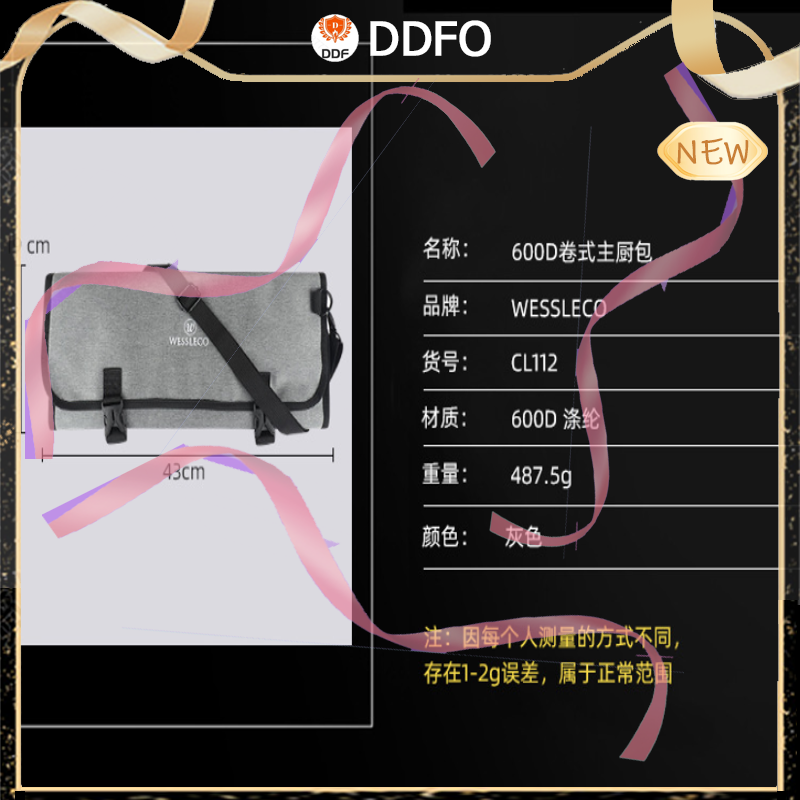 DDF
DDFO
NEW
cm
WESSLECO
43cm
名称： 600D卷式主厨包
品牌： WESSLECO
货号： CL112
材质： 600D 涤纶
重量： 487.5g
颜色： 灰色
注：因每个人测量的方式不同，
存在1-2g误差，属于正常范围